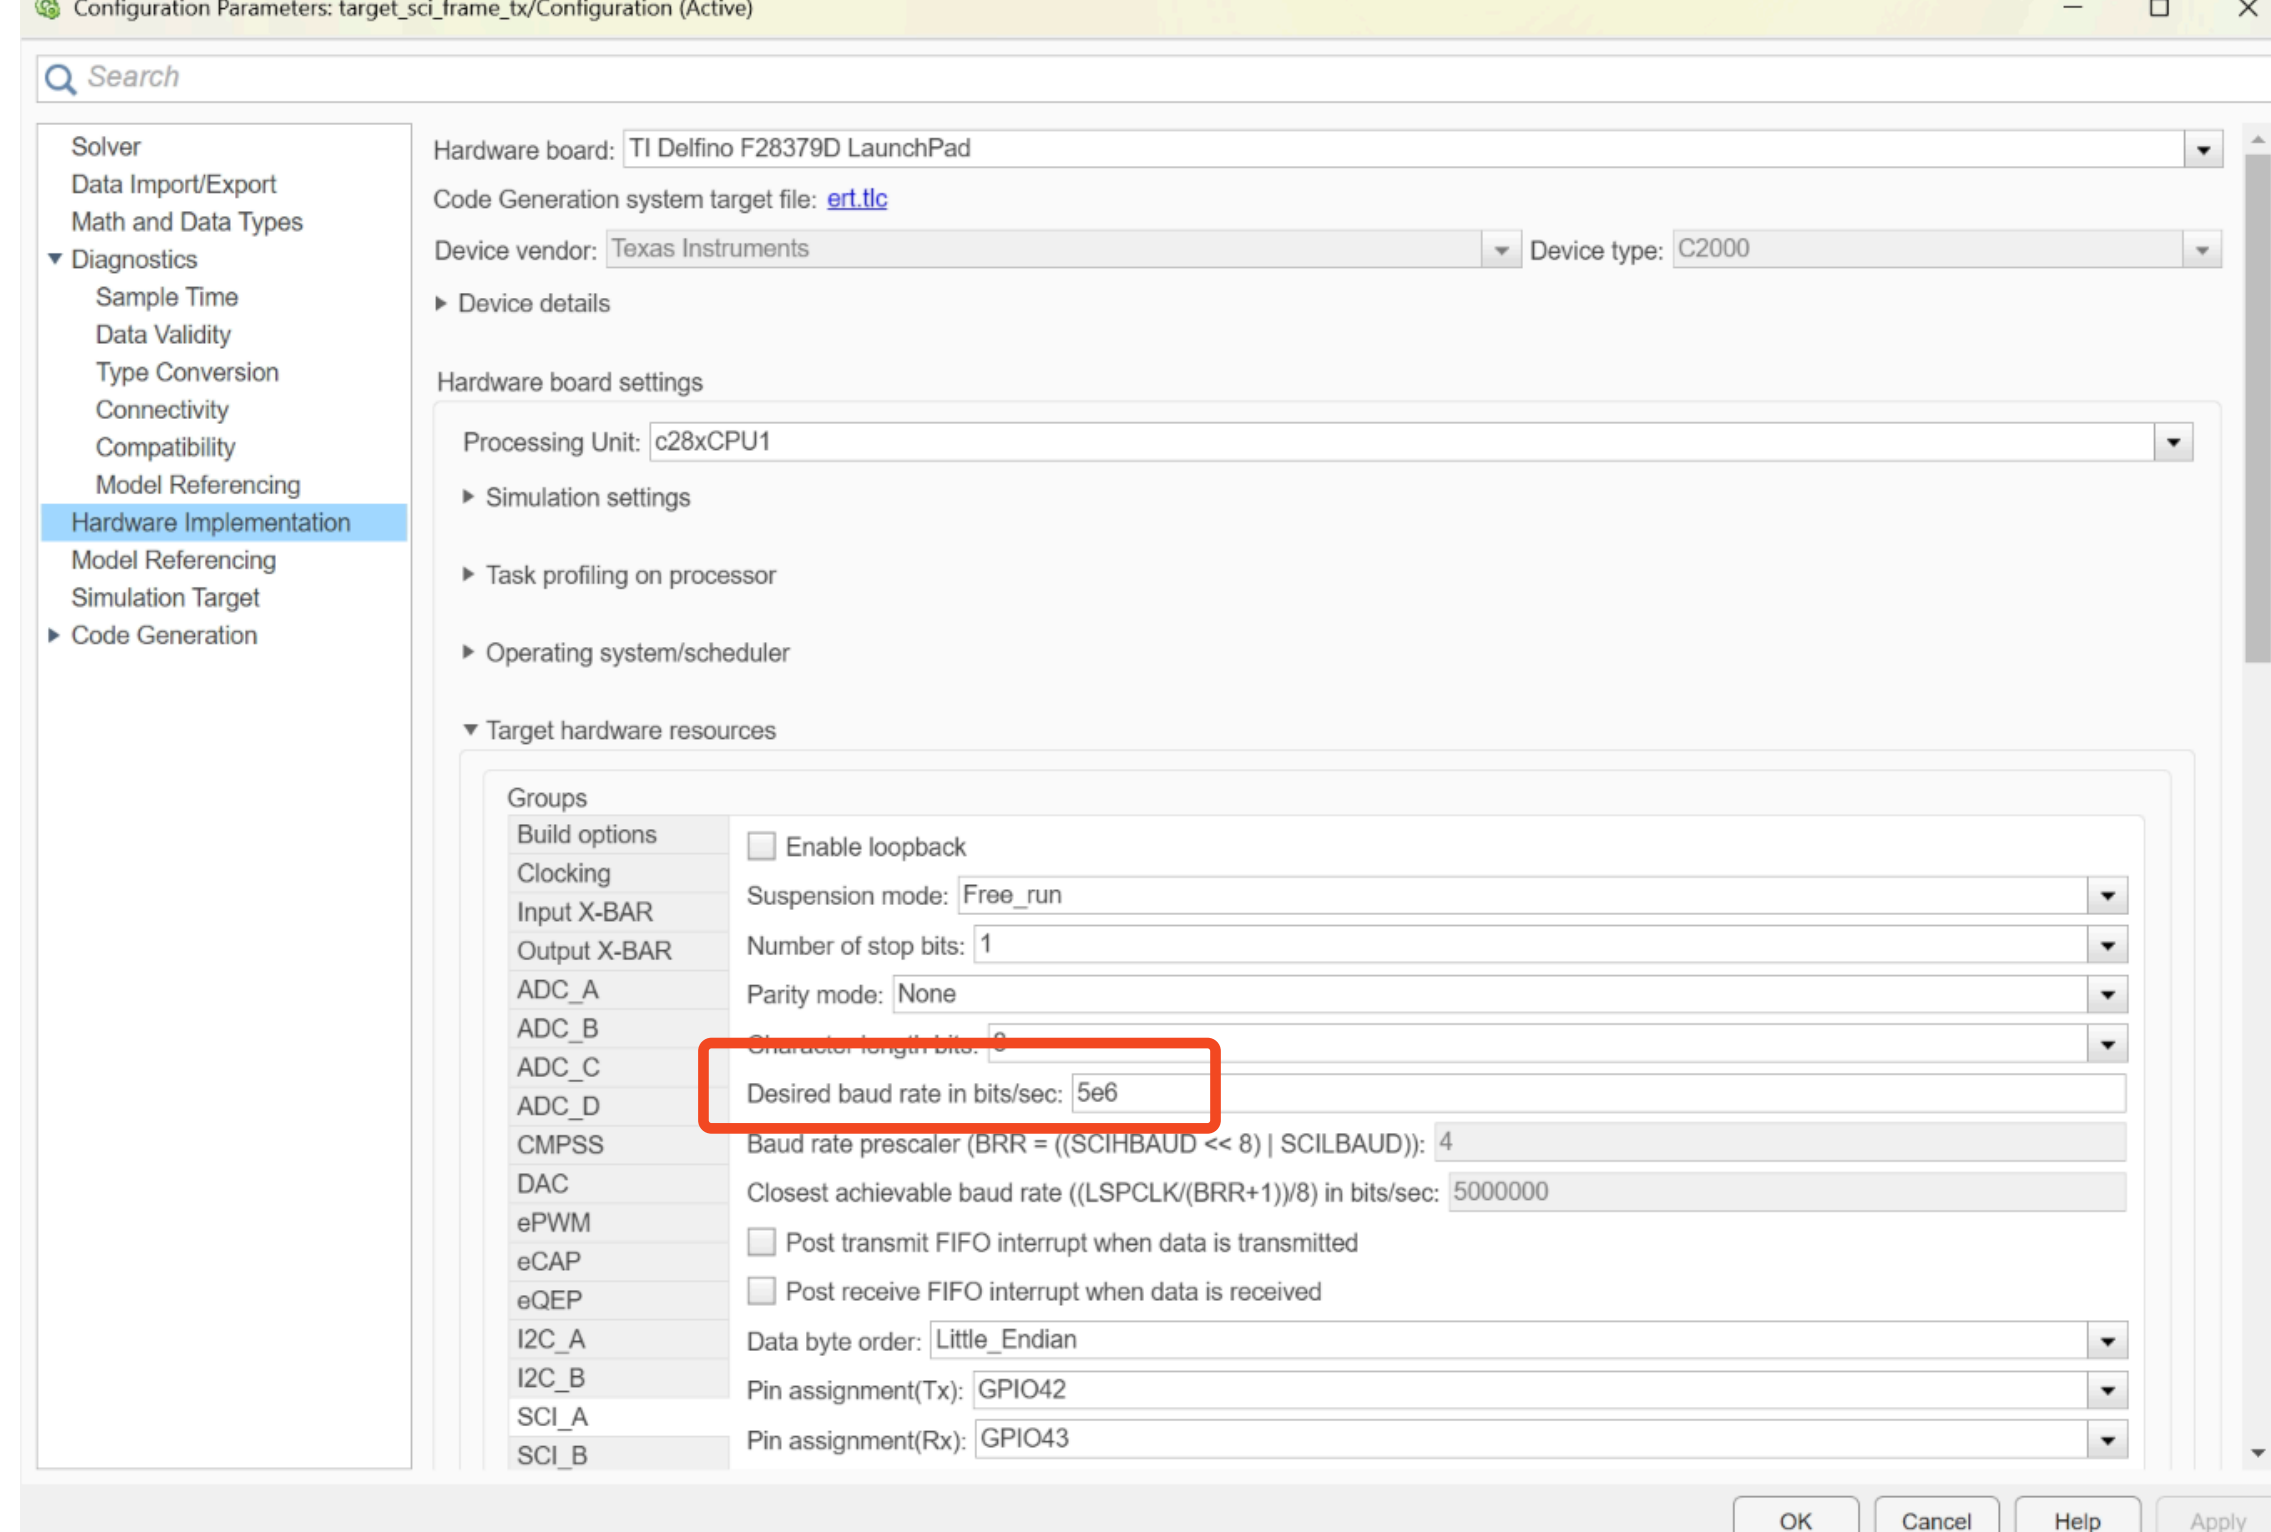 Configuration Parameters: target_sci_frame_tx/Configuration (Active)
Search
Solver
Data Import/Export
Math and Data Types
Diagnostics
Sample Time
Data Validity
Type Conversion
Connectivity
Compatibility
Model Referencing
Hardware Implementation
Model Referencing
Simulation Target
Code Generation
Hardware board: TI Delfino F28379D LaunchPad
Code Generation system target file: ert.tlc
Device vendor: Texas Instruments Device type: C2000
Device details
Hardware board settings
Processing Unit: c28xCPU1
Simulation settings
Task profiling on processor
Operating system/scheduler
Target hardware resources
Groups
Build options
Clocking
Input X-BAR
Output X-BAR
ADC_A
ADC_B
ADC_C
ADC_D
CMPSS
DAC
ePWM
eCAP
eQEP
I2C_A
I2C_B
SCI_A
SCI_B
Enable loopback
Suspension mode: Free_run
Number of stop bits: 1
Parity mode: None
Character length bits: 8
Desired baud rate in bits/sec: 5e6
Baud rate prescaler (BRR = ((SCIHBAUD << 8) | SCILBAUD)): 4
Closest achievable baud rate ((LSPCLK/(BRR+1))/8) in bits/sec: 5000000
Post transmit FIFO interrupt when data is transmitted
Post receive FIFO interrupt when data is received
Data byte order: Little_Endian
Pin assignment(Tx): GPIO42
Pin assignment(Rx): GPIO43
OK Cancel Help Apply